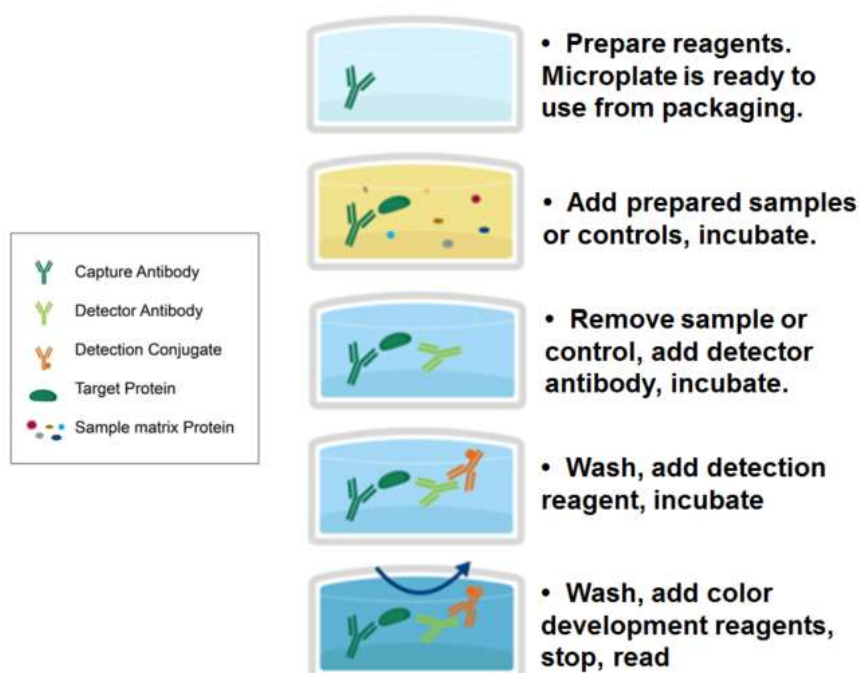 • Prepare reagents.
Microplate is ready to
use from packaging.
• Add prepared samples
or controls, incubate.
Capture Antibody
Detector Antibody
Detection Conjugate
Target Protein
Sample matrix Protein
• Remove sample or
control, add detector
antibody, incubate.
• Wash, add detection
reagent, incubate
• Wash, add color
development reagents,
stop, read